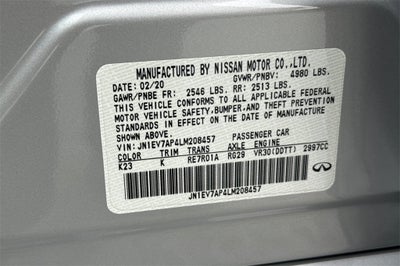 MANUFACTURED BY NISSAN MOTOR CO.,LTD.
DATE: 02/20 GVWR/PNBV: 4980 LBS.
GAWR/PNBE FR: 2546 LBS. RR: 2513 LBS.
THIS VEHICLE CONFORMS TO ALL APPLICABLE FEDERAL
MOTOR VEHICLE SAFETY,BUMPER,AND THEFT PREVENTION
STANDARDS IN EFFECT ON THE DATE OF MANUFACTURE
SHOWN ABOVE.
VIN: JN1EV7AP4LM208457 PASSENGER CAR
COLOR TRIM TRANS AXLE ENGINE
K23 K RE7R01A RG29 VR30(DDTT) 2997CC
JN1EV7AP4LM208457
INFINITI